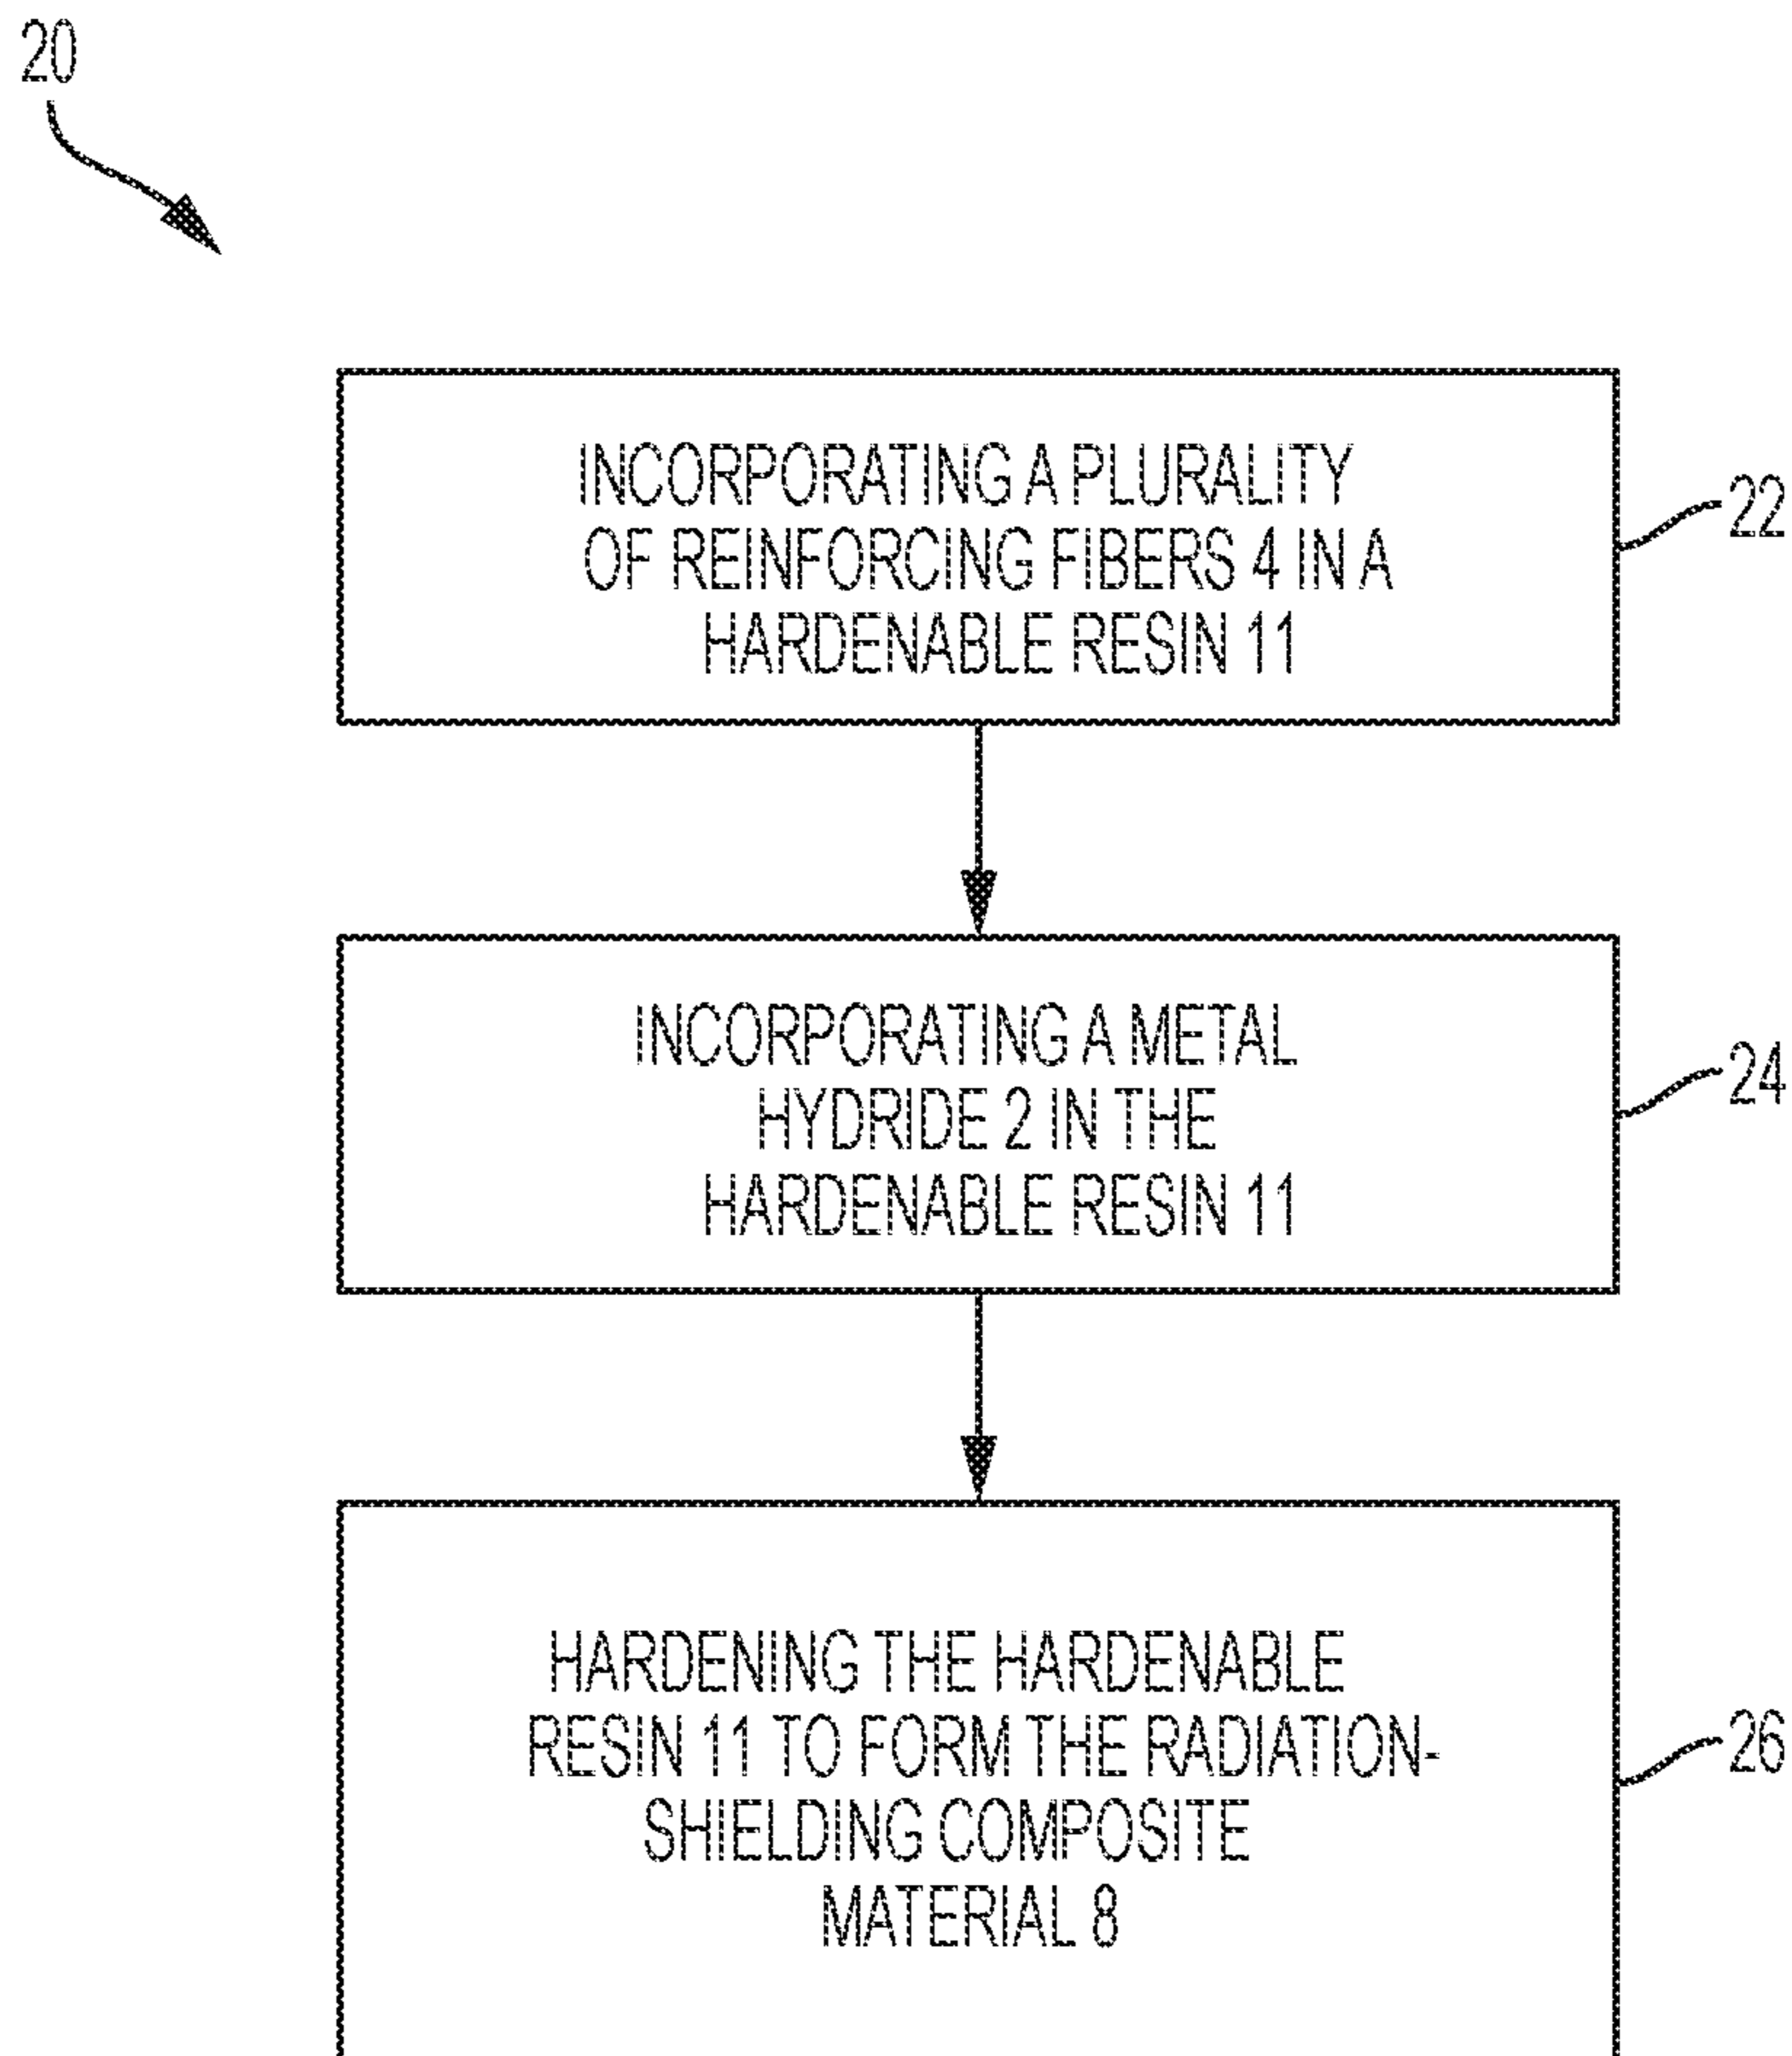 20
INCORPORATING A PLURALITY
OF REINFORCING FIBERS 4 IN A
HARDENABLE RESIN 11
22
INCORPORATING A METAL
HYDRIDE 2 IN THE
HARDENABLE RESIN 11
24
HARDENING THE HARDENABLE
RESIN 11 TO FORM THE RADIATION-
SHIELDING COMPOSITE
MATERIAL 8
26